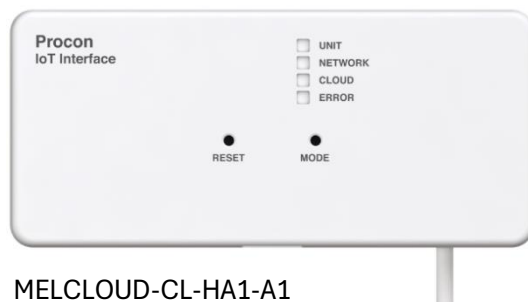 Procon
IoT Interface
UNIT
NETWORK
CLOUD
ERROR
RESET
MODE
MELCLOUD-CL-HA1-A1